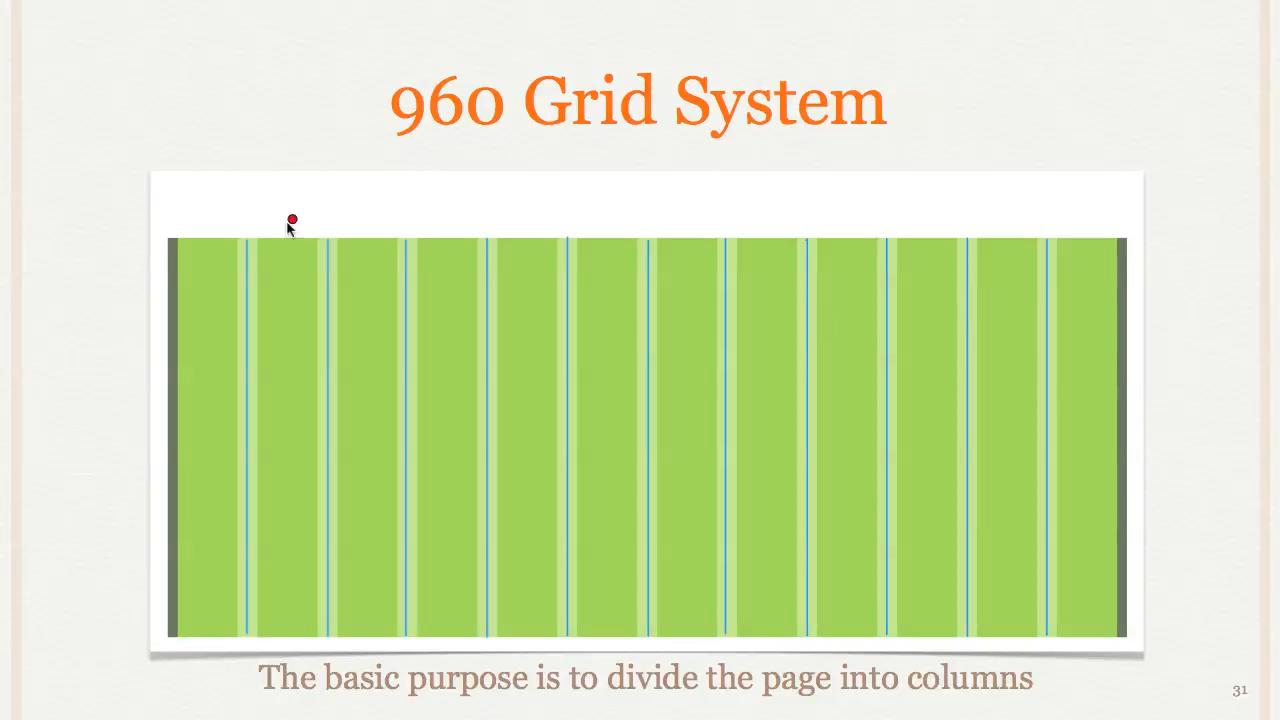 960 Grid System
The basic purpose is to divide the page into columns
31